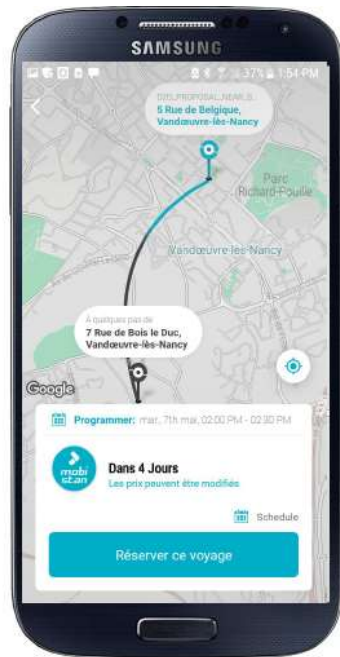 SAMSUNG
37% 1:54 PM
D2D_PROPOSAL_NEAR_S...
5 Rue de Belgique,
Vandœuvre-lès-Nancy
Parc
Richard-Pouille
Vandœuvre-lès-Nancy
À quelques pas de
7 Rue de Bois le Duc,
Vandœuvre-lès-Nancy
Google
Programmer: mar, 7th mai, 02:00 PM - 02:30 PM
mobi
stan
Dans 4 Jours
Les prix peuvent être modifiés
Schedule
Réserver ce voyage